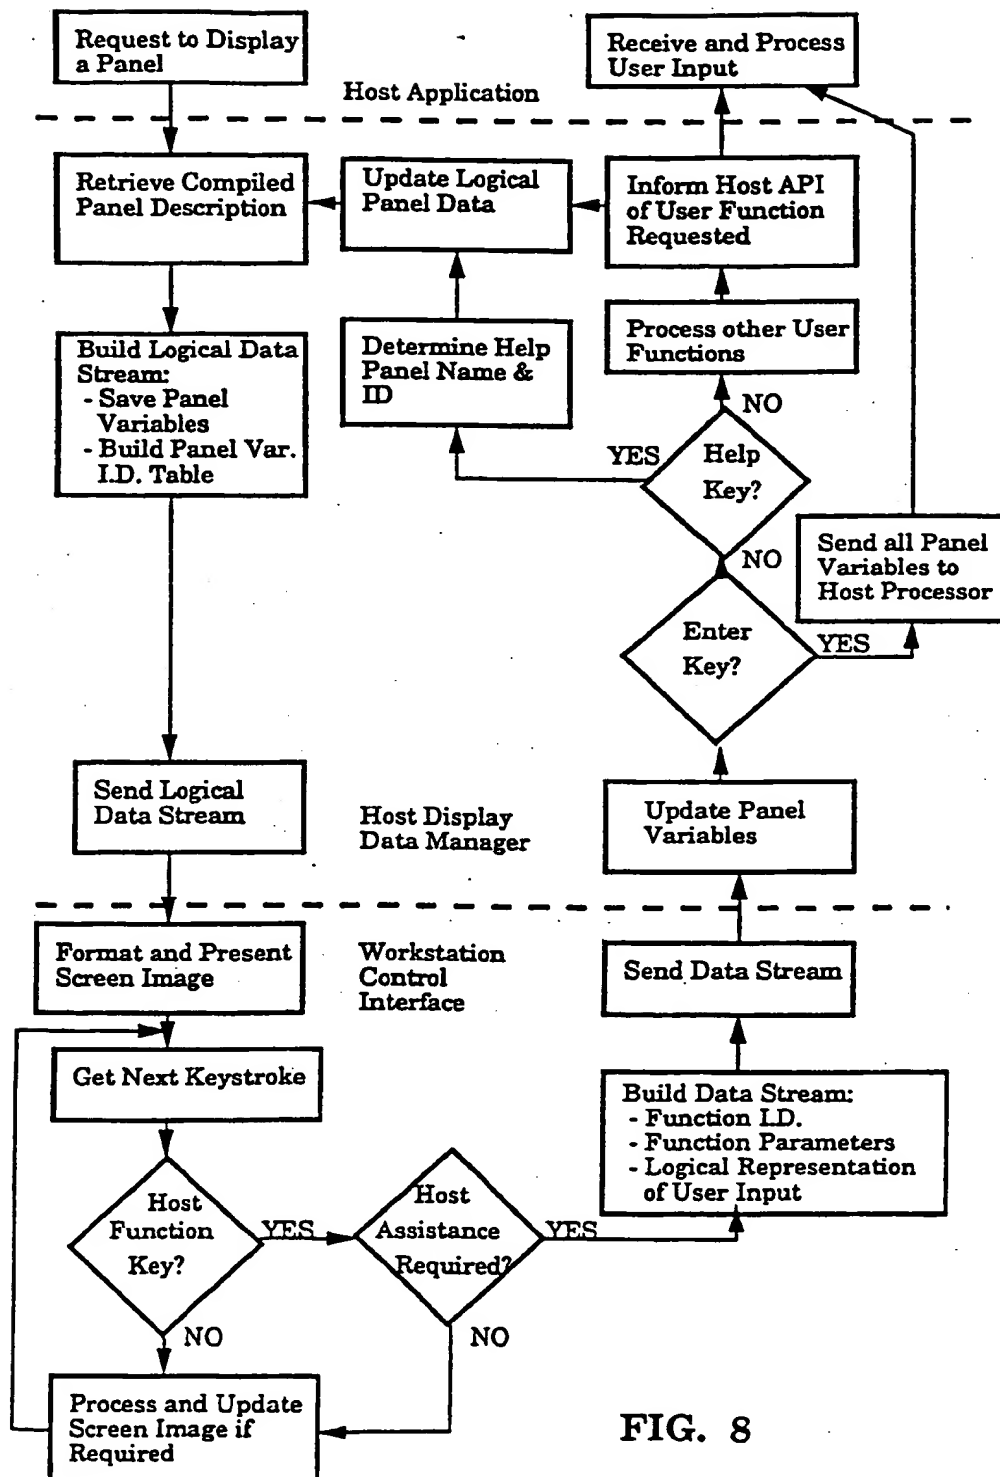 Request to Display
a Panel
Receive and Process
User Input
Host Application
Retrieve Compiled
Panel Description
Update Logical
Panel Data
Inform Host API
of User Function
Requested
Build Logical Data
Stream:
- Save Panel
Variables
- Build Panel Var.
I.D. Table
Determine Help
Panel Name &
ID
Process other User
Functions
NO
YES
Help
Key?
Send all Panel
Variables to
Host Processor
NO
Enter
Key?
YES
Send Logical
Data Stream
Host Display
Data Manager
Update Panel
Variables
Format and Present
Screen Image
Workstation
Control
Interface
Send Data Stream
Get Next Keystroke
Build Data Stream:
- Function I.D.
- Function Parameters
- Logical Representation
of User Input
Host
Function
Key?
YES
Host
Assistance
Required?
YES
NO
NO
Process and Update
Screen Image if
Required
FIG. 8